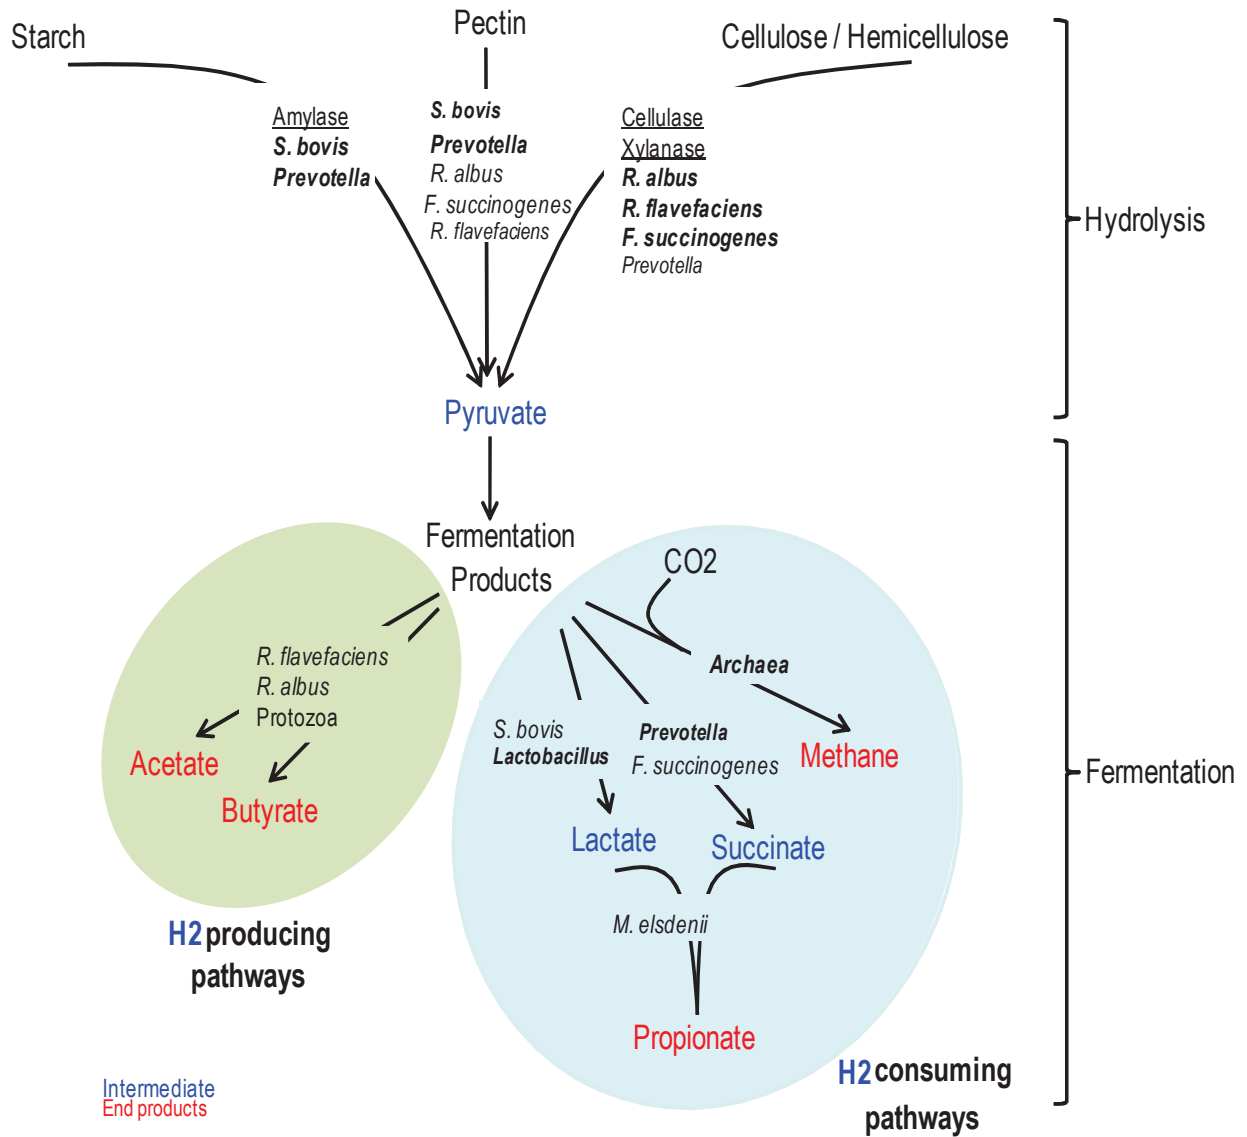 Starch
Pectin
Cellulose / Hemicellulose
Amylase
S. bovis
Prevotella
S. bovis
Prevotella
R. albus
F. succinogenes
R. flavefaciens
Cellulase
Xylanase
R. albus
R. flavefaciens
F. succinogenes
Prevotella
Hydrolysis
Pyruvate
Fermentation
Products
CO2
R. flavefaciens
R. albus
Protozoa
Acetate
Butyrate
H2 producing
pathways
Archaea
Methane
S. bovis
Lactobacillus
Prevotella
F. succinogenes
Lactate
Succinate
M. elsdenii
Propionate
H2 consuming
pathways
Fermentation
Intermediate
End products